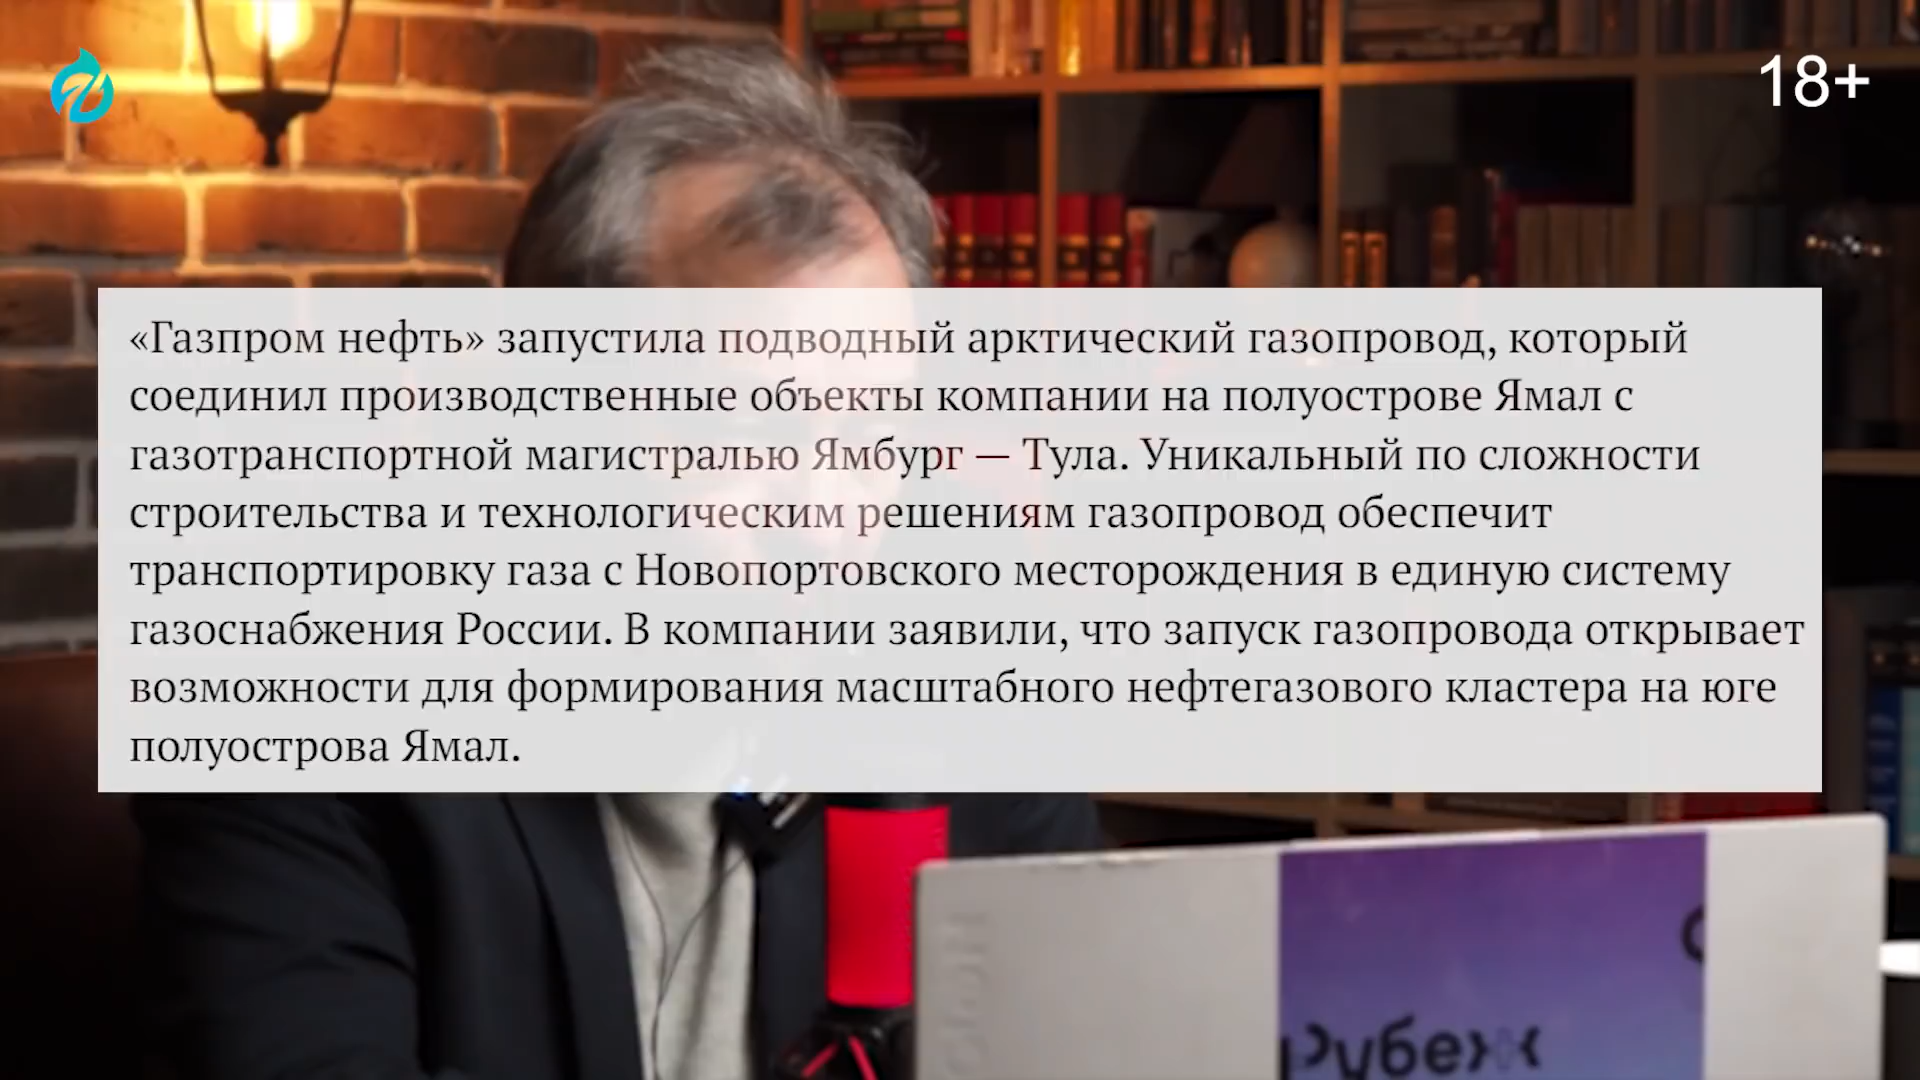 18+
«Газпром нефть» запустила подводный арктический газопровод, который
соединил производственные объекты компании на полуострове Ямал с
газотранспортной магистралью Ямбург — Тула. Уникальный по сложности
строительства и технологическим решениям газопровод обеспечит
транспортировку газа с Новопортовского месторождения в единую систему
газоснабжения России. В компании заявили, что запуск газопровода открывает
возможности для формирования масштабного нефтегазового кластера на юге
полуострова Ямал.